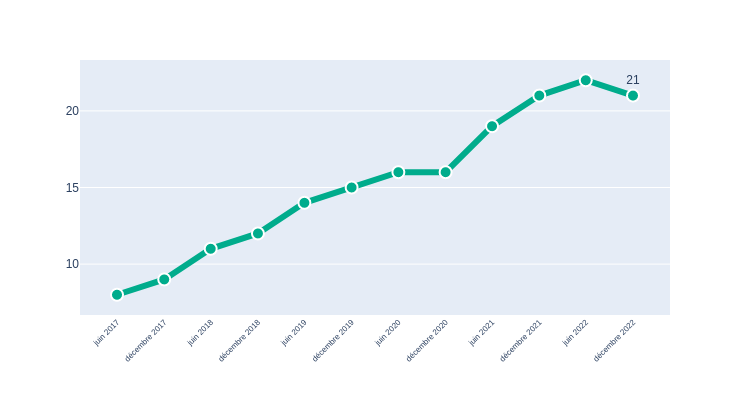 21
20
15
10
juin 2017
décembre 2017
juin 2018
décembre 2018
juin 2019
décembre 2019
juin 2020
décembre 2020
juin 2021
décembre 2021
juin 2022
décembre 2022